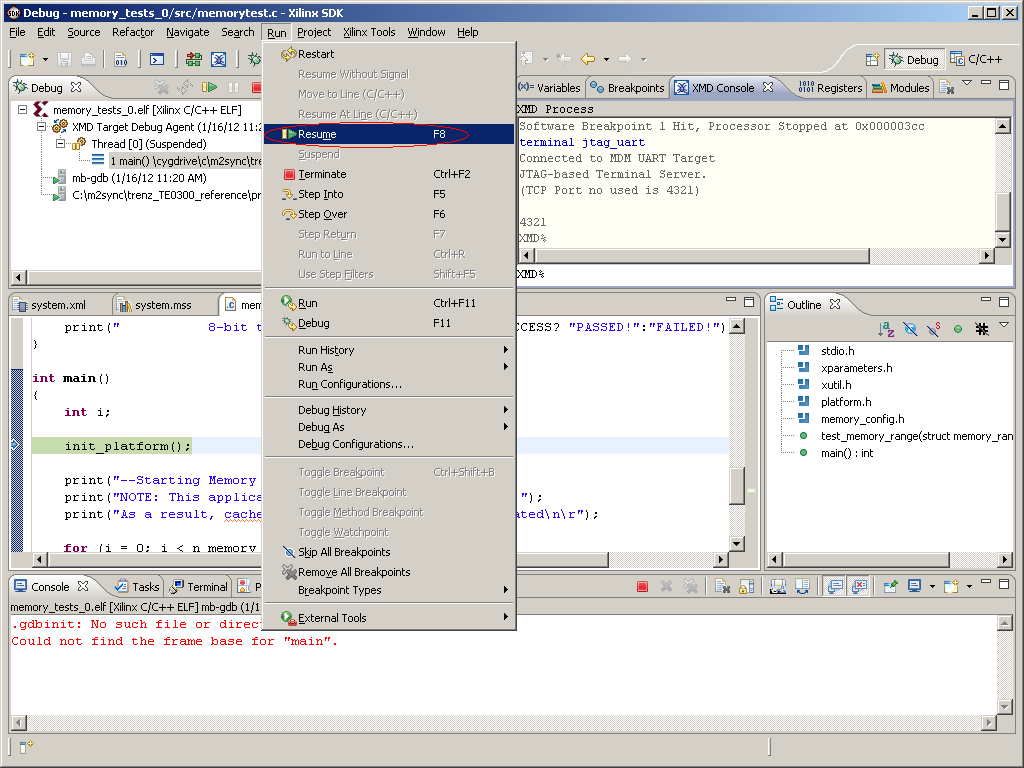 Debug - memory_tests_0/src/memorytest.c - Xilinx SDK
File Edit Source Refactor Navigate Search Run Project Xilinx Tools Window Help
Debug C/C++
Debug
memory_tests_0.elf [Xilinx C/C++ ELF]
XMD Target Debug Agent (1/16/12 11:2
Thread [0] (Suspended)
1 main() \cygdrive\c\m2sync\tre
mb-gdb (1/16/12 11:20 AM)
C:\m2sync\trenz_TE0300_reference\pr
Restart
Resume Without Signal
Move to Line (C/C++)
Resume At Line (C/C++)
Resume F8
Suspend
Terminate Ctrl+F2
Step Into F5
Step Over F6
Step Return F7
Run to Line Ctrl+R
Use Step Filters Shift+F5
Run Ctrl+F11
Debug F11
Run History
Run As
Run Configurations...
Debug History
Debug As
Debug Configurations...
Toggle Breakpoint Ctrl+Shift+B
Toggle Line Breakpoint
Toggle Method Breakpoint
Toggle Watchpoint
Skip All Breakpoints
Remove All Breakpoints
Breakpoint Types
External Tools
(x)= Variables Breakpoints XMD Console Registers Modules
XMD Process
Software Breakpoint 1 Hit, Processor Stopped at 0x000003cc
terminal jtag_uart
Connected to MDM UART Target
JTAG-based Terminal Server.
(TCP Port no used is 4321)
4321
XMD%
XMD%
system.xml system.mss me
print(" 8-bit t CCESS? "PASSED!":"FAILED!")
}
int main()
{
int i;
init_platform();
print("--Starting Memory
print("NOTE: This applica ");
print("As a result, cache ated\n\r");
for (i = 0; i < n_memory
Outline
stdio.h
xparameters.h
xutil.h
platform.h
memory_config.h
test_memory_range(struct memory_ran
main() : int
Console Tasks Terminal P
memory_tests_0.elf [Xilinx C/C++ ELF] mb-gdb (1/1
.gdbinit: No such file or direc
Could not find the frame base for "main".